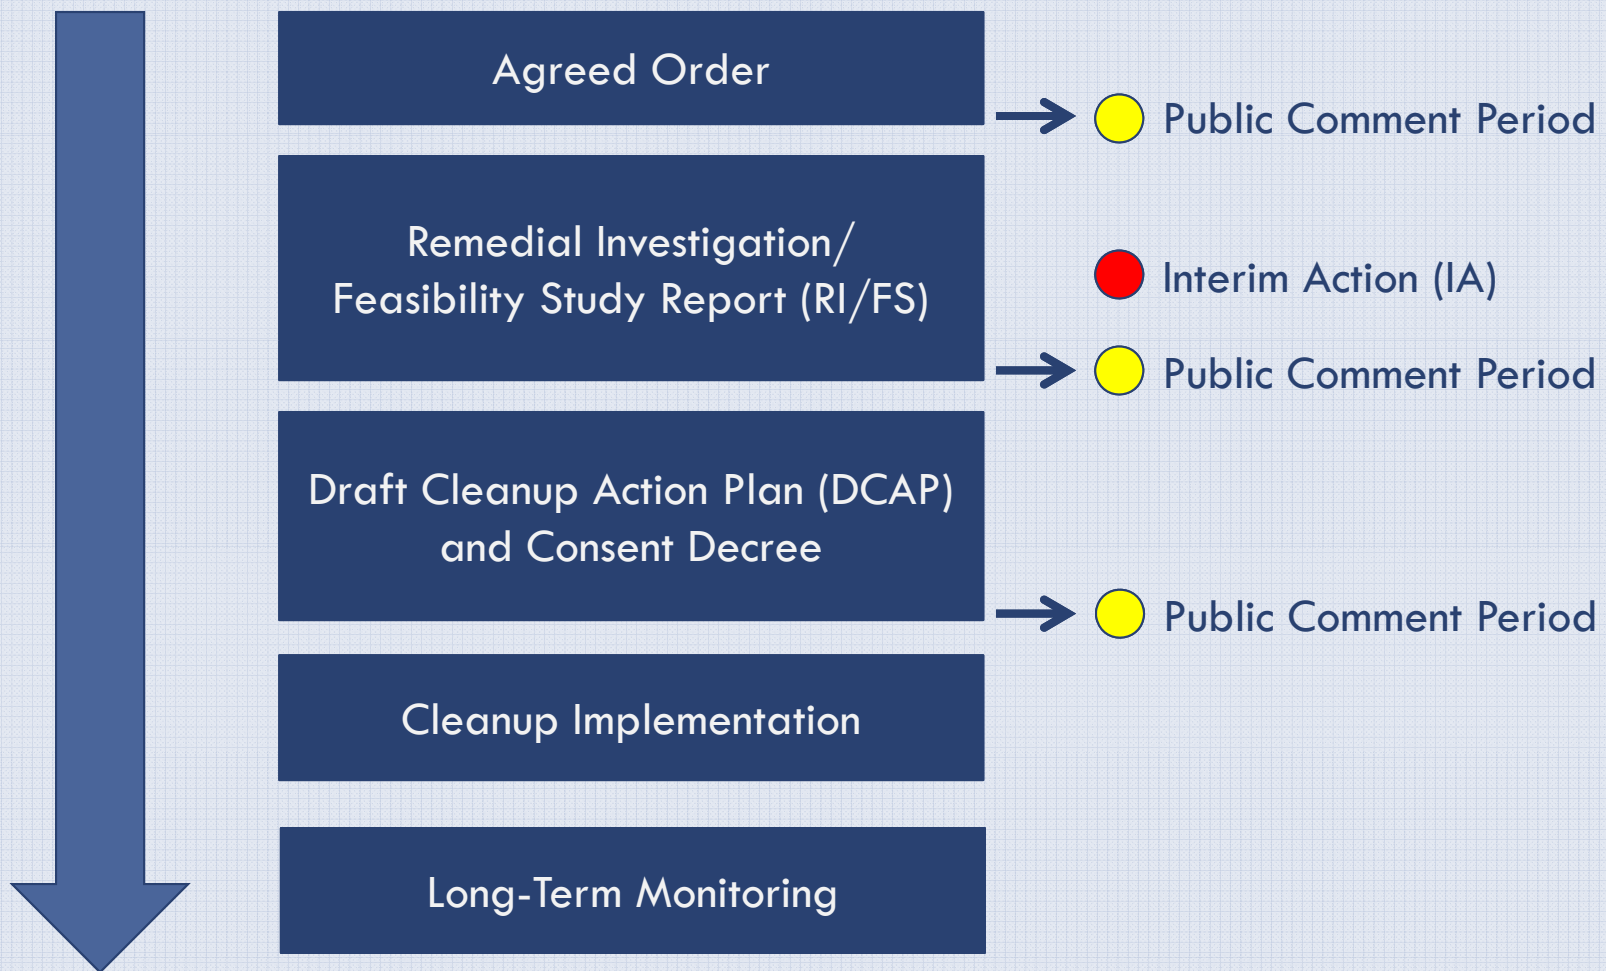 Agreed Order
Public Comment Period
Remedial Investigation/
Feasibility Study Report (RI/FS)
Interim Action (IA)
Public Comment Period
Draft Cleanup Action Plan (DCAP)
and Consent Decree
Public Comment Period
Cleanup Implementation
Long-Term Monitoring